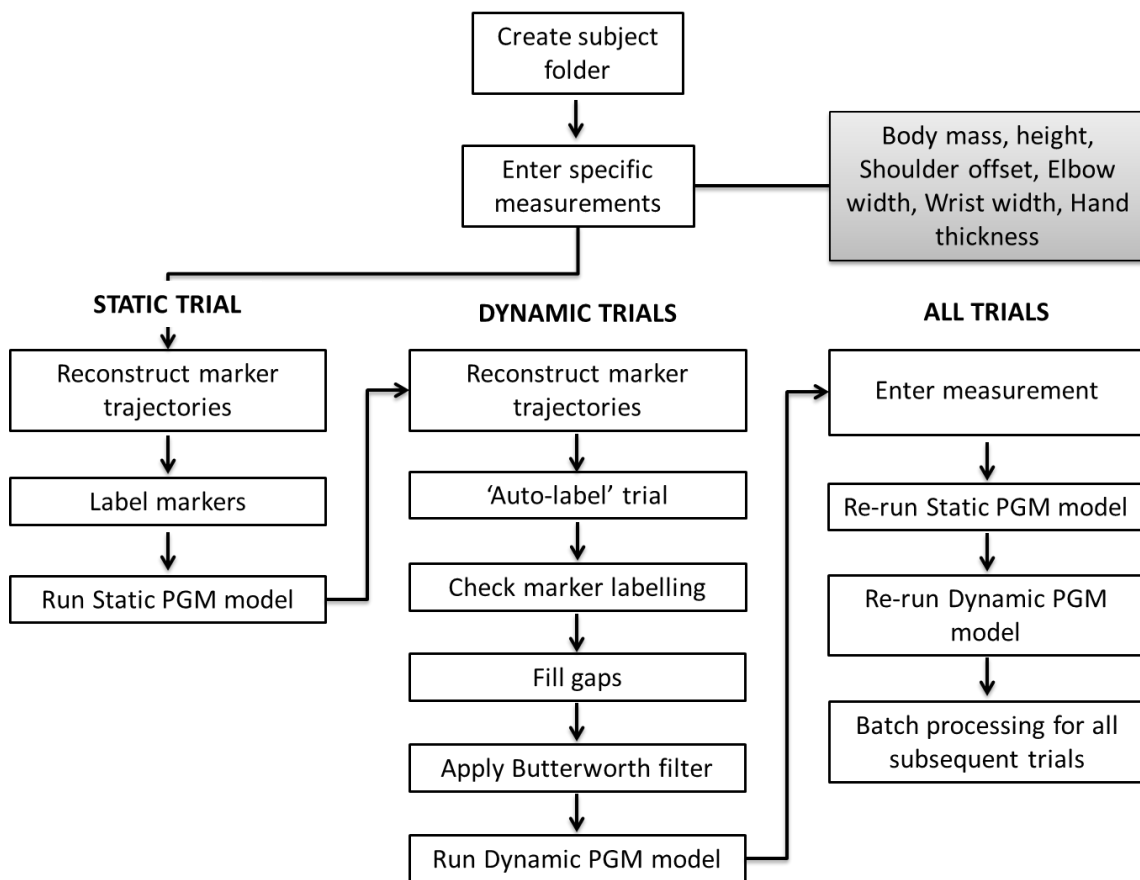 Create subject
folder
Enter specific
measurements
Body mass, height,
Shoulder offset, Elbow
width, Wrist width, Hand
thickness
STATIC TRIAL
Reconstruct marker
trajectories
Label markers
Run Static PGM model
DYNAMIC TRIALS
Reconstruct marker
trajectories
‘Auto-label’ trial
Check marker labelling
Fill gaps
Apply Butterworth filter
Run Dynamic PGM model
ALL TRIALS
Enter measurement
Re-run Static PGM model
Re-run Dynamic PGM
model
Batch processing for all
subsequent trials